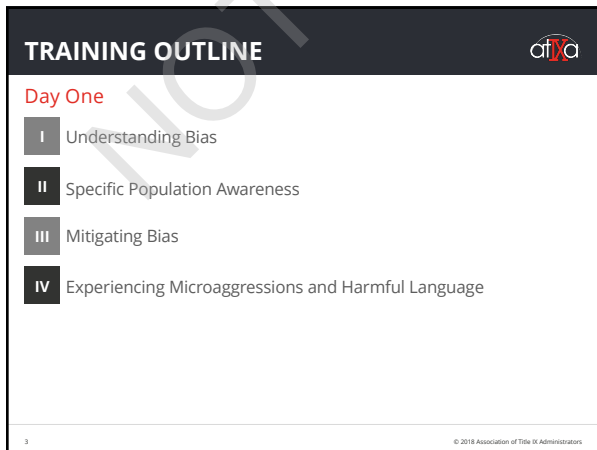 TRAINING OUTLINE
atIXa
Day One
I Understanding Bias
II Specific Population Awareness
III Mitigating Bias
IV Experiencing Microaggressions and Harmful Language
NOT
3 © 2018 Association of Title IX Administrators